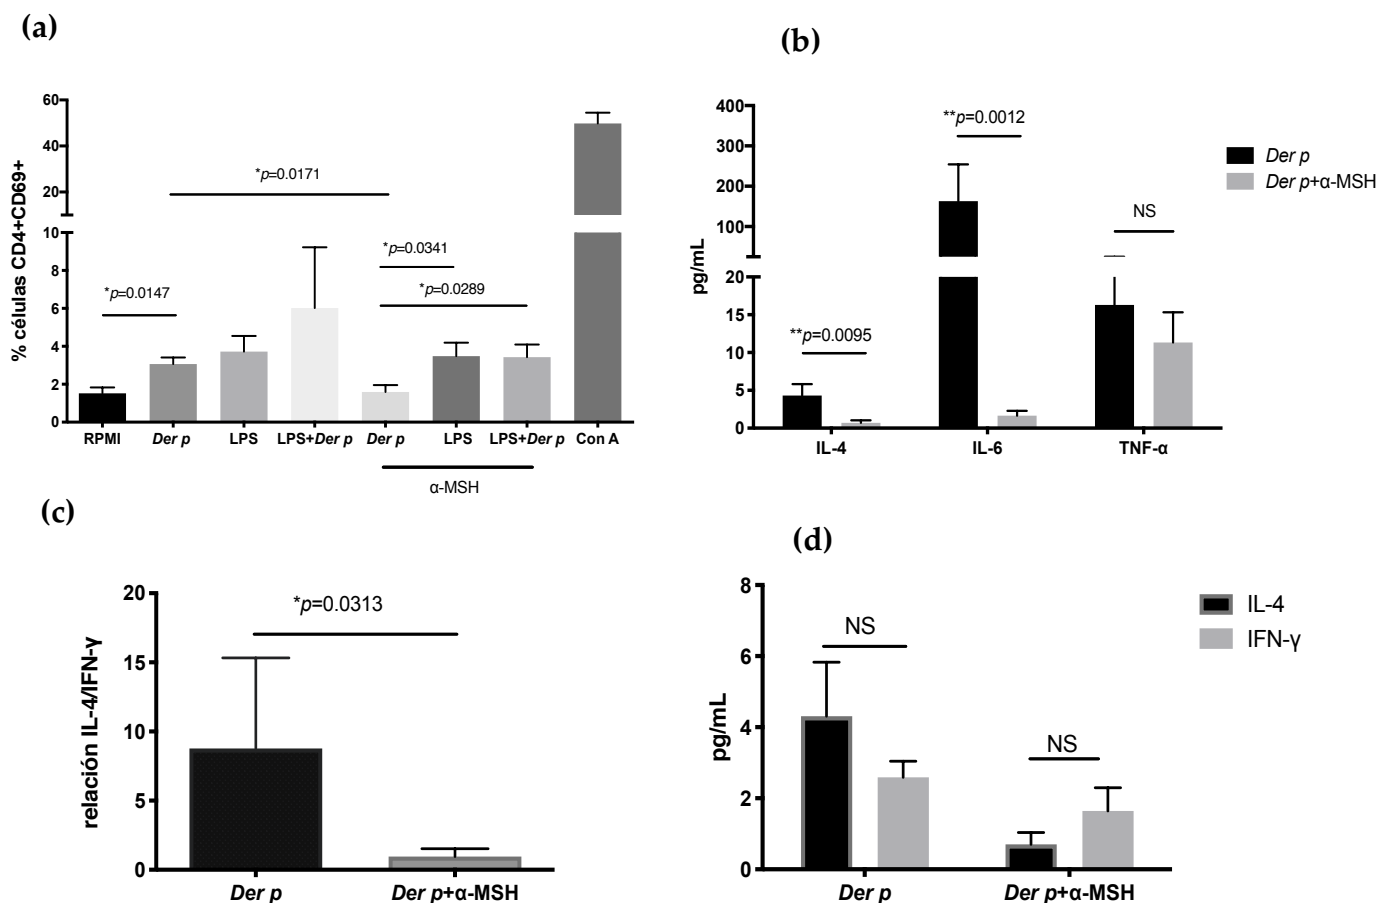 (a)
% células CD4+CD69+
60
40
20
10
8
6
4
2
0
*p=0.0147
*p=0.0171
*p=0.0341
*p=0.0289
RPMI Der p LPS LPS+Der p Der p LPS LPS+Der p Con A
α-MSH
(b)
pg/mL
400
300
200
100
20
15
10
5
0
**p=0.0095
**p=0.0012
NS
IL-4 IL-6 TNF-α
Der p
Der p+α-MSH
(c)
relación IL-4/IFN-γ
20
15
10
5
0
*p=0.0313
Der p Der p+α-MSH
(d)
pg/mL
8
6
4
2
0
NS
NS
Der p Der p+α-MSH
IL-4
IFN-γ